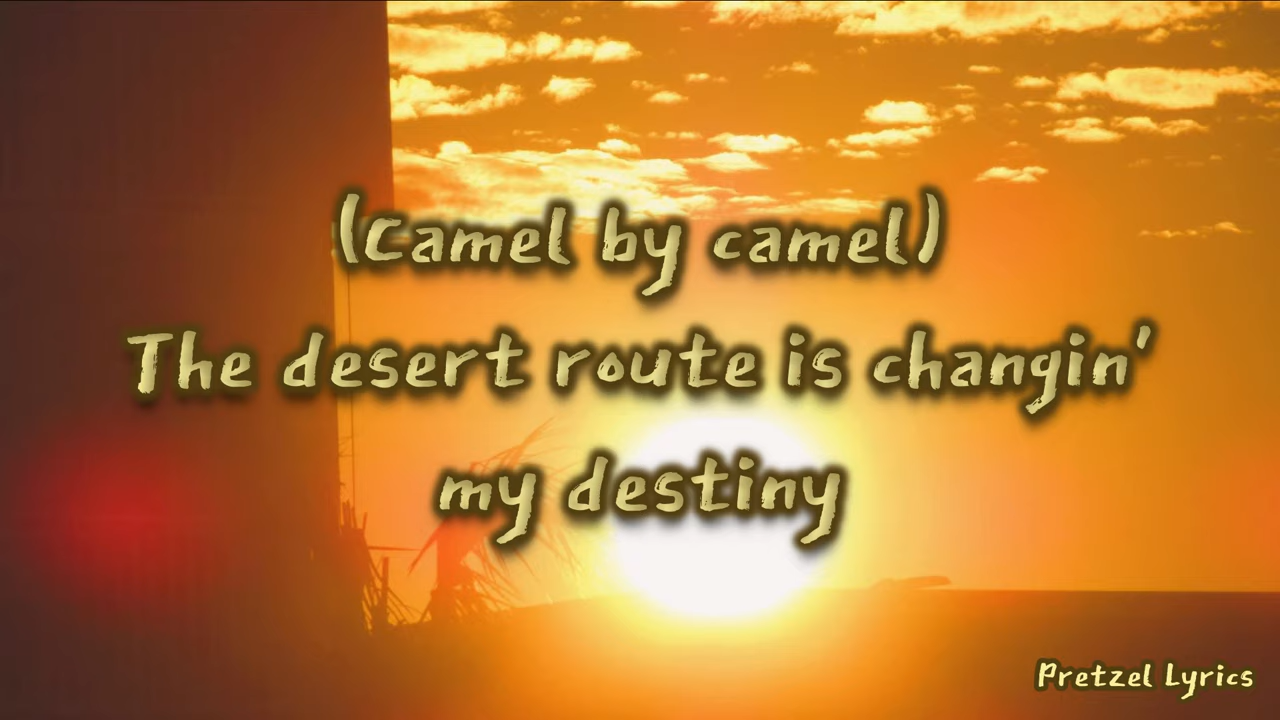 (Camel by camel)
The desert route is changin'
my destiny
Pretzel Lyrics